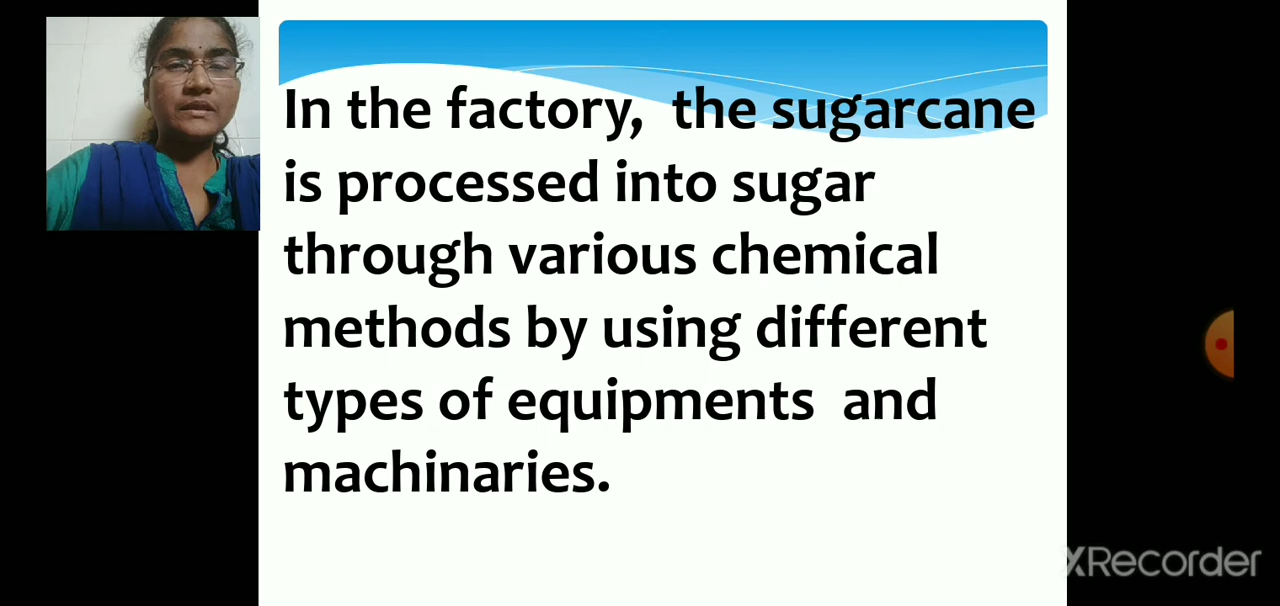 In the factory, the sugarcane
is processed into sugar
through various chemical
methods by using different
types of equipments and
machinaries.
XRecorder